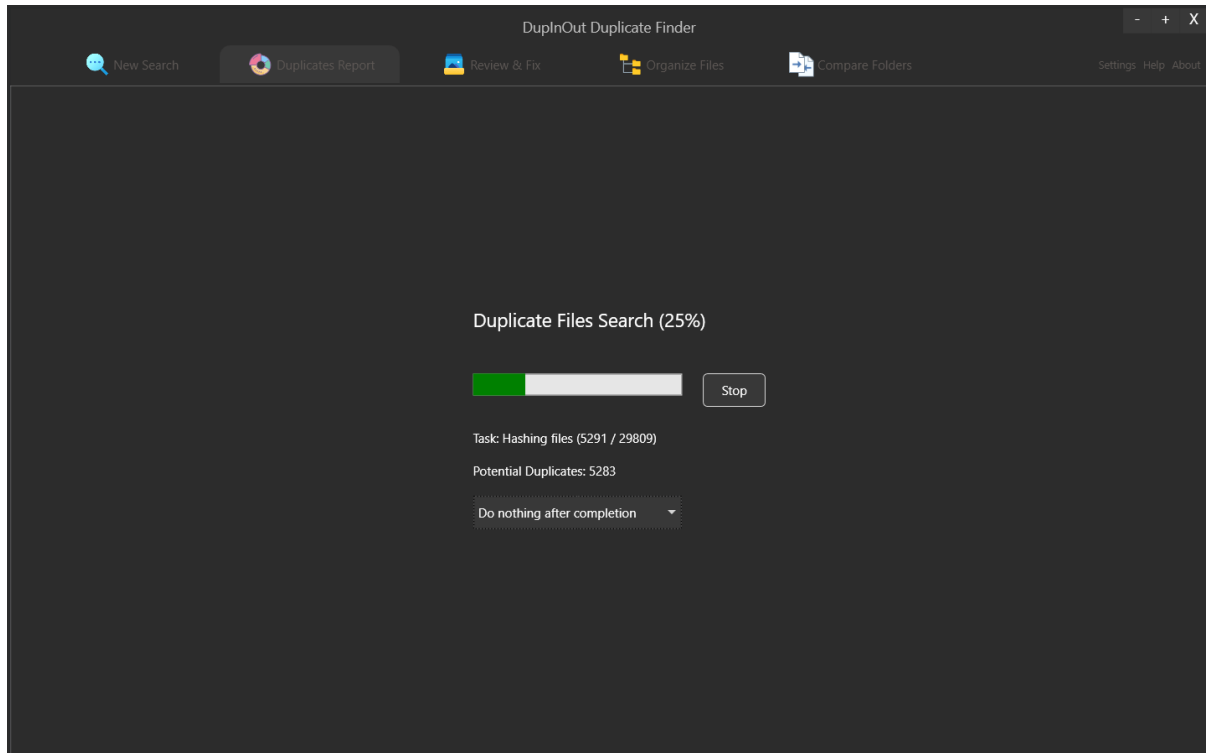 DupInOut Duplicate Finder
- + X
New Search Duplicates Report Review & Fix Organize Files Compare Folders Settings Help About
Duplicate Files Search (25%)
Stop
Task: Hashing files (5291 / 29809)
Potential Duplicates: 5283
Do nothing after completion